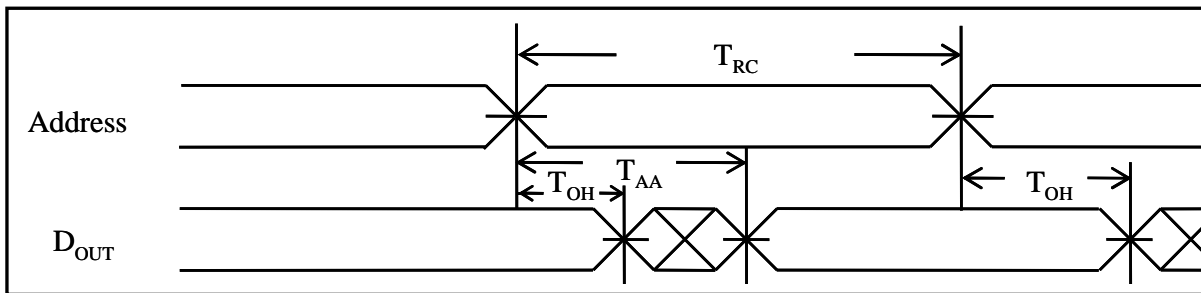 T_RC
Address
T_AA
T_OH T_OH
D_OUT